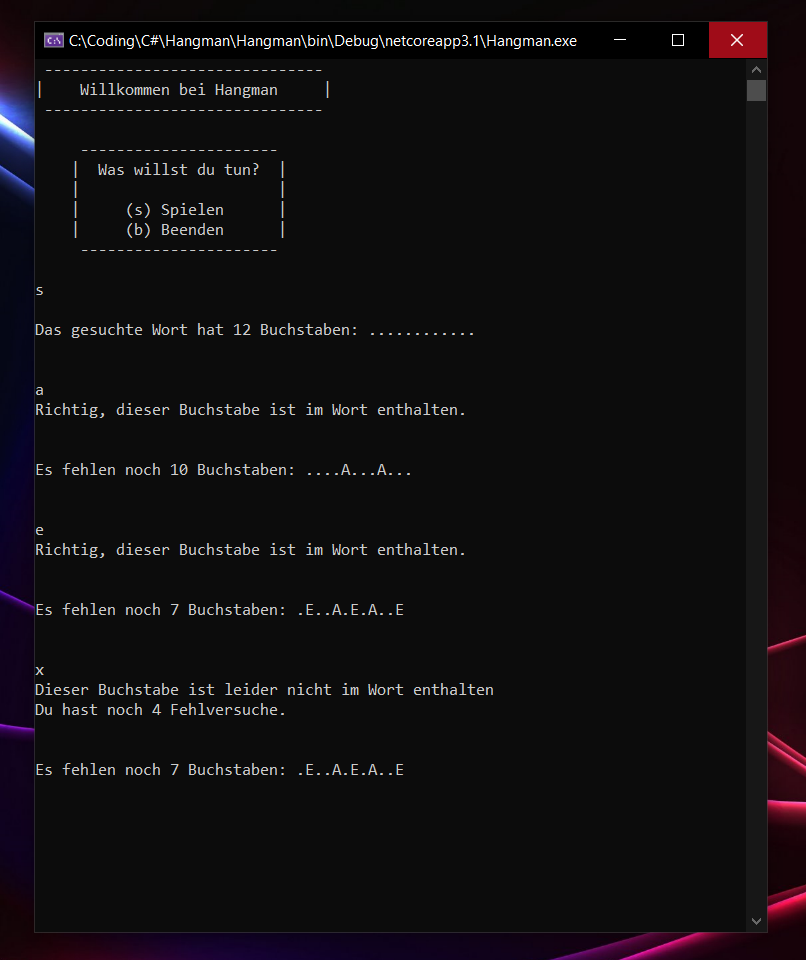 C:\Coding\C#\Hangman\Hangman\bin\Debug\netcoreapp3.1\Hangman.exe
-------------------------------
|    Willkommen bei Hangman     |
-------------------------------
----------------------
|  Was willst du tun?  |
|                      |
|     (s) Spielen      |
|     (b) Beenden      |
----------------------
s
Das gesuchte Wort hat 12 Buchstaben: ............
a
Richtig, dieser Buchstabe ist im Wort enthalten.
Es fehlen noch 10 Buchstaben: ....A...A...
e
Richtig, dieser Buchstabe ist im Wort enthalten.
Es fehlen noch 7 Buchstaben: .E..A.E.A..E
x
Dieser Buchstabe ist leider nicht im Wort enthalten
Du hast noch 4 Fehlversuche.
Es fehlen noch 7 Buchstaben: .E..A.E.A..E